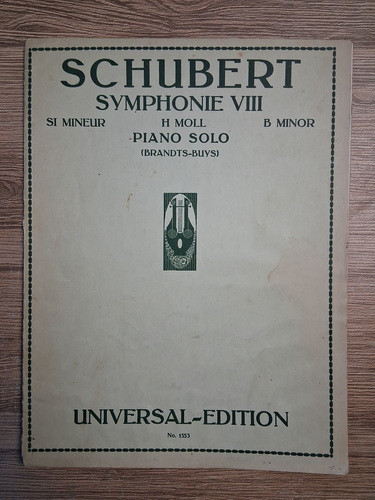 SCHUBERT
SYMPHONIE VIII
SI MINEUR H MOLL B MINOR
PIANO SOLO
(BRANDTS-BUYS)
UNIVERSAL-EDITION
No. 1353